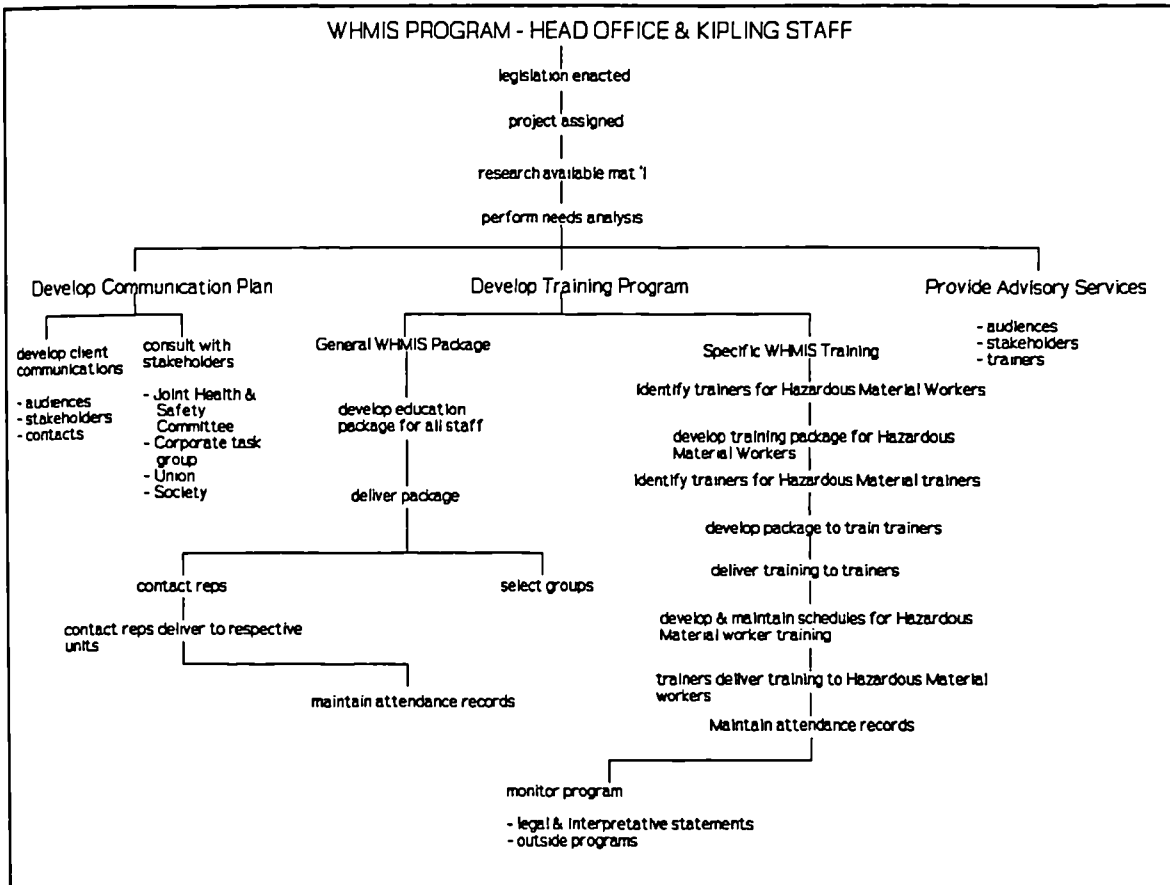 WHMIS PROGRAM - HEAD OFFICE & KIPLING STAFF
legislation enacted
project assigned
research available mat'l
perform needs analysis
Develop Communication Plan
develop client
communications
- audiences
- stakeholders
- contacts
consult with
stakeholders
- Joint Health &
Safety
Committee
- Corporate task
group
- Union
- Society
Develop Training Program
General WHMIS Package
develop education
package for all staff
deliver package
contact reps
select groups
contact reps deliver to respective
units
maintain attendance records
Specific WHMIS Training
Identify trainers for Hazardous Material Workers
develop training package for Hazardous
Material Workers
Identify trainers for Hazardous Material trainers
develop package to train trainers
deliver training to trainers
develop & maintain schedules for Hazardous
Material worker training
trainers deliver training to Hazardous Material
workers
Maintain attendance records
monitor program
- legal & interpretative statements
- outside programs
Provide Advisory Services
- audiences
- stakeholders
- trainers